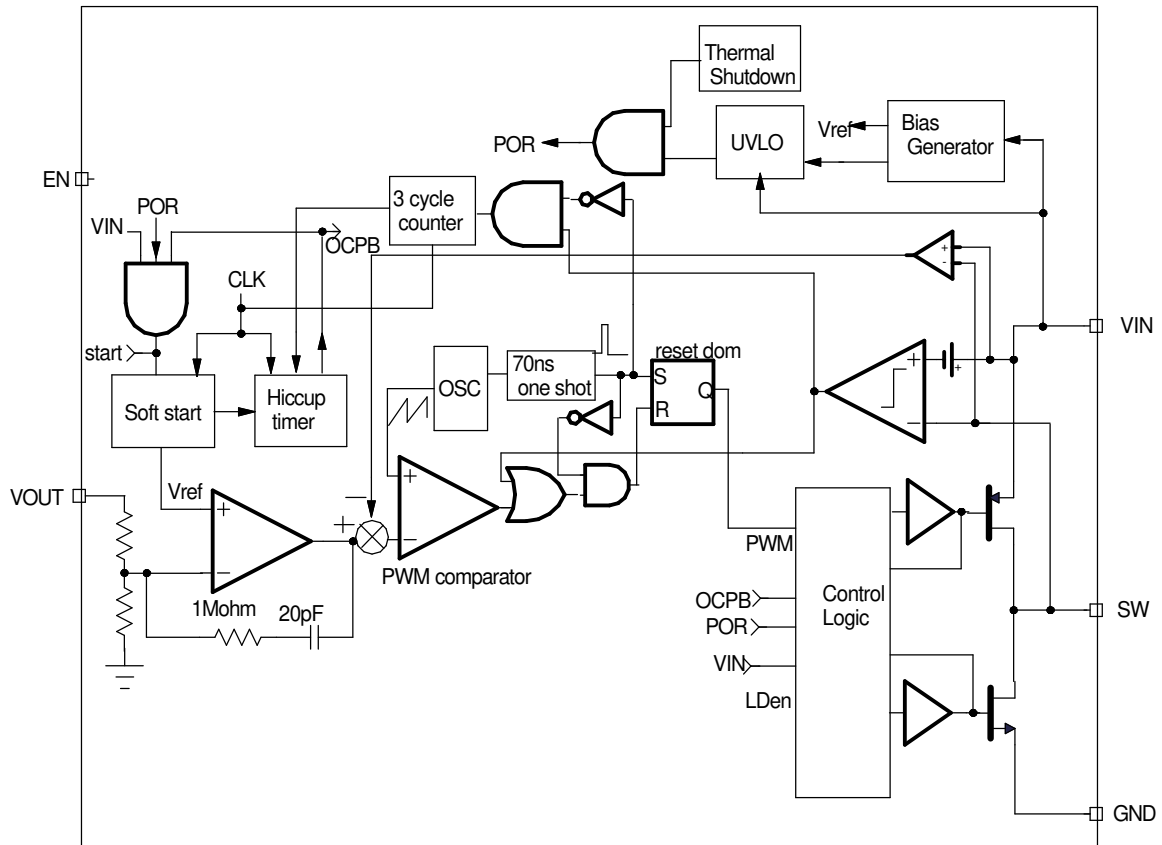 Thermal
Shutdown
Bias
Generator
Vref
UVLO
POR
EN
3 cycle
counter
POR
VIN
OCPB
CLK
+
-
VIN
start
reset dom
Soft start
Hiccup
timer
OSC
70ns
one shot
S
Q
R
+
+
−
VOUT
Vref
+
−
+
−
+
−
PWM comparator
1Mohm
20pF
PWM
OCPB
POR
VIN
LDen
Control
Logic
SW
GND